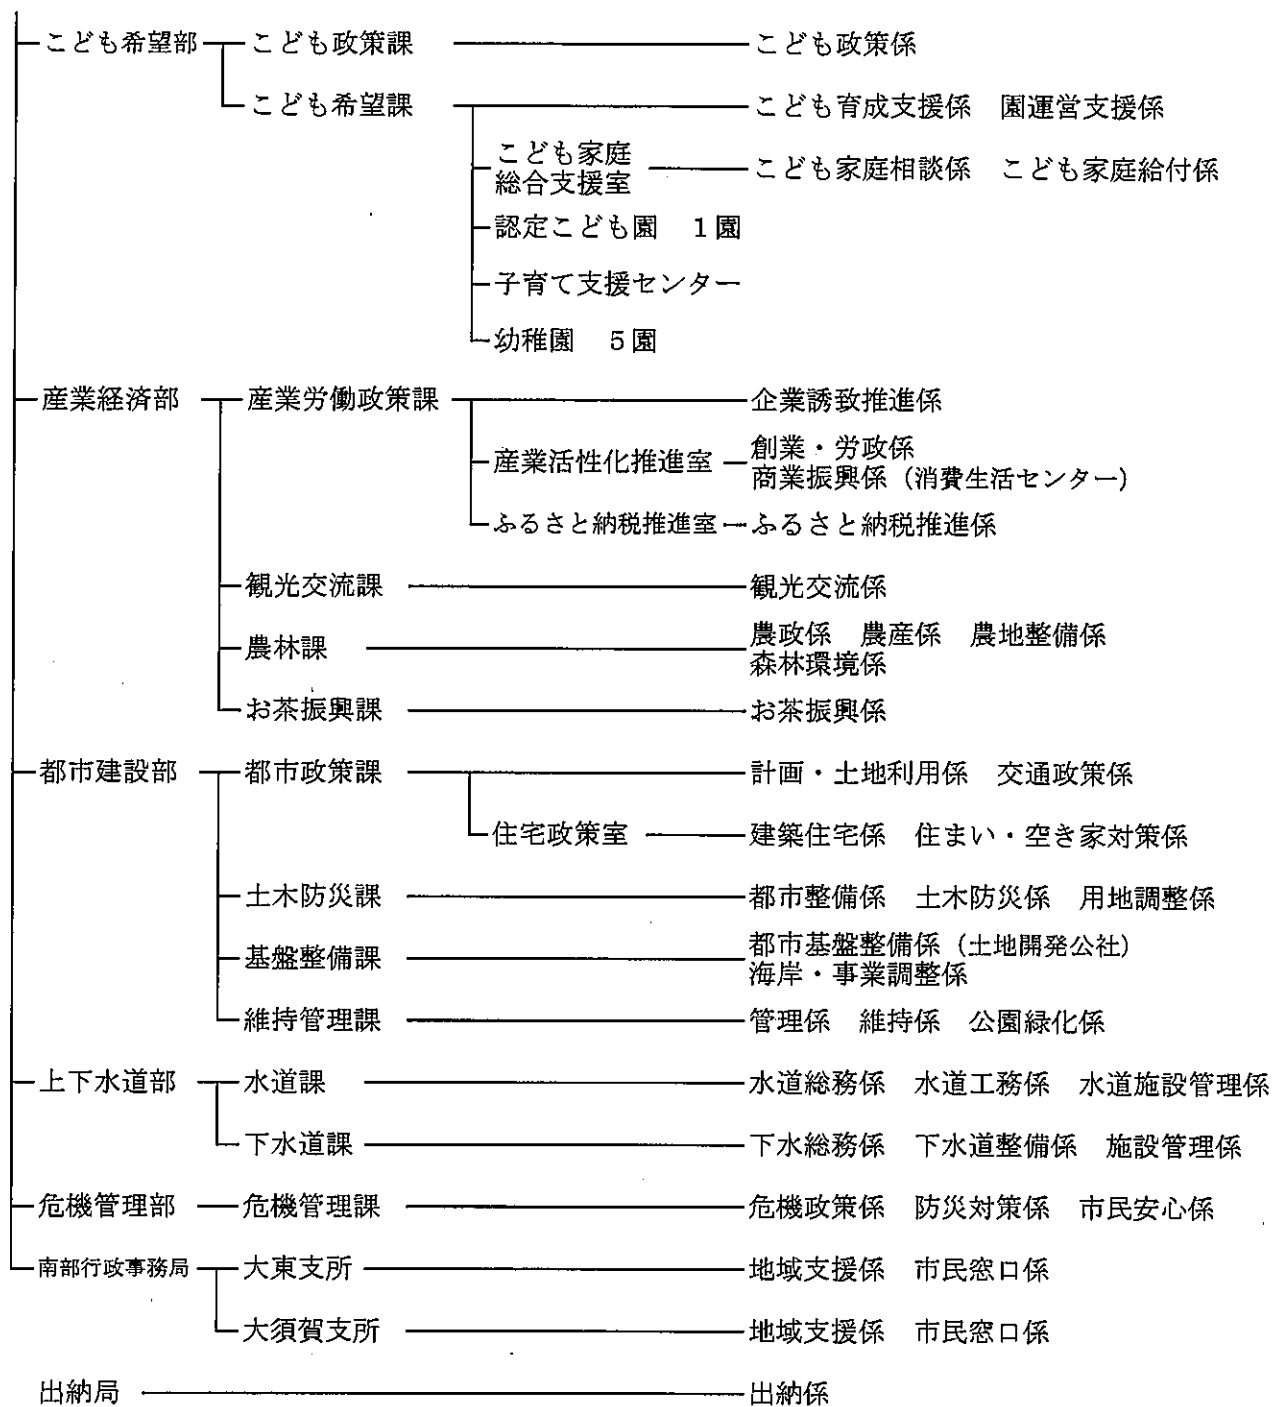 こども希望部 こども政策課 こども政策係
こども希望課 こども育成支援係 園運営支援係
こども家庭
総合支援室 こども家庭相談係 こども家庭給付係
認定こども園 1園
子育て支援センター
幼稚園 5園
産業経済部 産業労働政策課 企業誘致推進係
産業活性化推進室 創業・労政係
商業振興係(消費生活センター)
ふるさと納税推進室 ふるさと納税推進係
観光交流課 観光交流係
農林課 農政係 農産係 農地整備係
森林環境係
お茶振興課 お茶振興係
都市建設部 都市政策課 計画・土地利用係 交通政策係
住宅政策室 建築住宅係 住まい・空き家対策係
土木防災課 都市整備係 土木防災係 用地調整係
基盤整備課 都市基盤整備係(土地開発公社)
海岸・事業調整係
維持管理課 管理係 維持係 公園緑化係
上下水道部 水道課 水道総務係 水道工務係 水道施設管理係
下水道課 下水総務係 下水道整備係 施設管理係
危機管理部 危機管理課 危機政策係 防災対策係 市民安心係
南部行政事務局 大東支所 地域支援係 市民窓口係
大須賀支所 地域支援係 市民窓口係
出納局 出納係